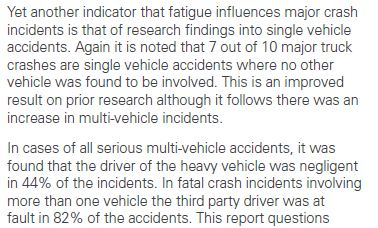 Yet another indicator that fatigue influences major crash
incidents is that of research findings into single vehicle
accidents. Again it is noted that 7 out of 10 major truck
crashes are single vehicle accidents where no other
vehicle was found to be involved. This is an improved
result on prior research although it follows there was an
increase in multi-vehicle incidents.
In cases of all serious multi-vehicle accidents, it was
found that the driver of the heavy vehicle was negligent
in 44% of the incidents. In fatal crash incidents involving
more than one vehicle the third party driver was at
fault in 82% of the accidents. This report questions